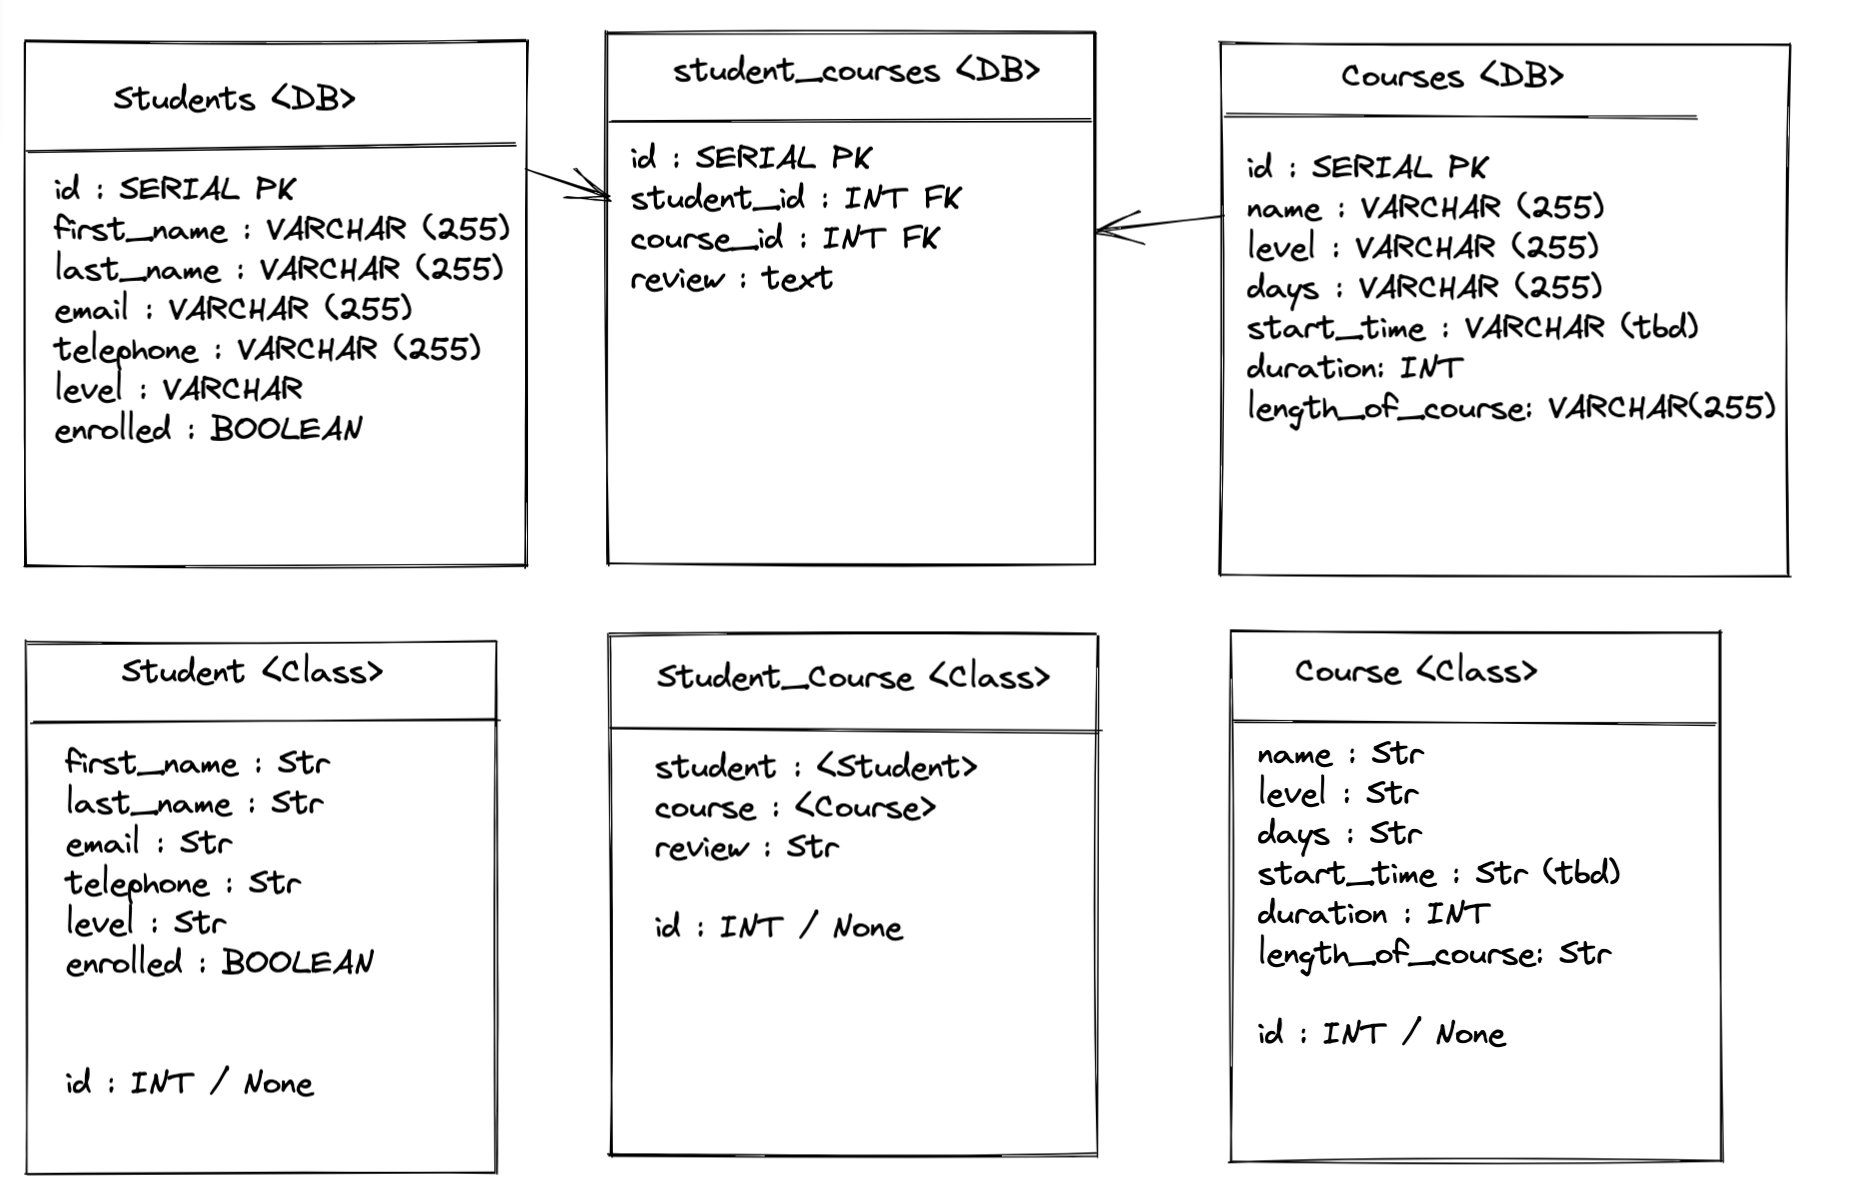 Students <DB>
id : SERIAL PK
first_name : VARCHAR (255)
last_name : VARCHAR (255)
email : VARCHAR (255)
telephone : VARCHAR (255)
level : VARCHAR
enrolled : BOOLEAN
student_courses <DB>
id : SERIAL PK
student_id : INT FK
course_id : INT FK
review : text
Courses <DB>
id : SERIAL PK
name : VARCHAR (255)
level : VARCHAR (255)
days : VARCHAR (255)
start_time : VARCHAR (tbd)
duration: INT
length_of_course: VARCHAR(255)
Student <Class>
first_name : Str
last_name : Str
email : Str
telephone : Str
level : Str
enrolled : BOOLEAN
id : INT / None
Student_Course <Class>
student : <Student>
course : <Course>
review : Str
id : INT / None
Course <Class>
name : Str
level : Str
days : Str
start_time : Str (tbd)
duration : INT
length_of_course: Str
id : INT / None